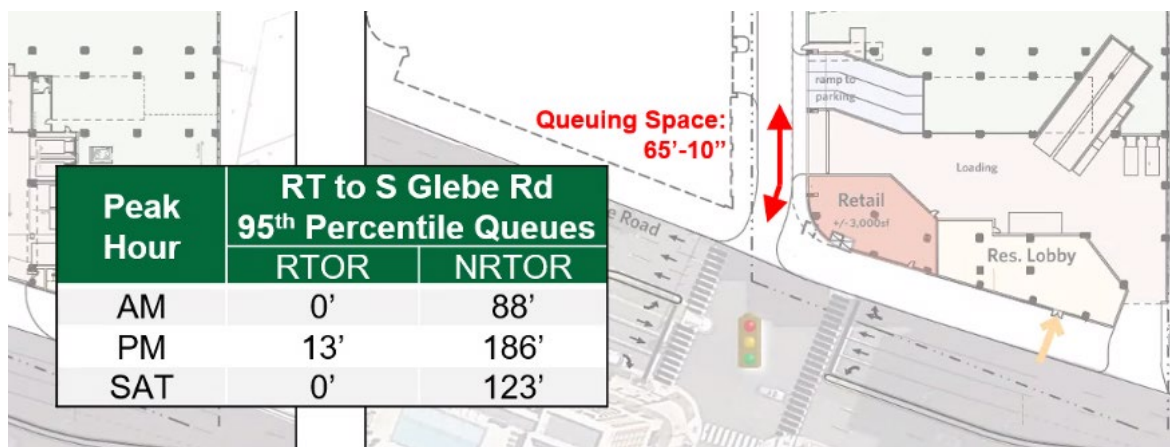 ramp to
parking
Queuing Space:
65’-10”
Loading
Retail
+/-3,000sf
Res. Lobby
e Road
Peak
Hour
RT to S Glebe Rd
95th Percentile Queues
RTOR NRTOR
AM 0’ 88’
PM 13’ 186’
SAT 0’ 123’